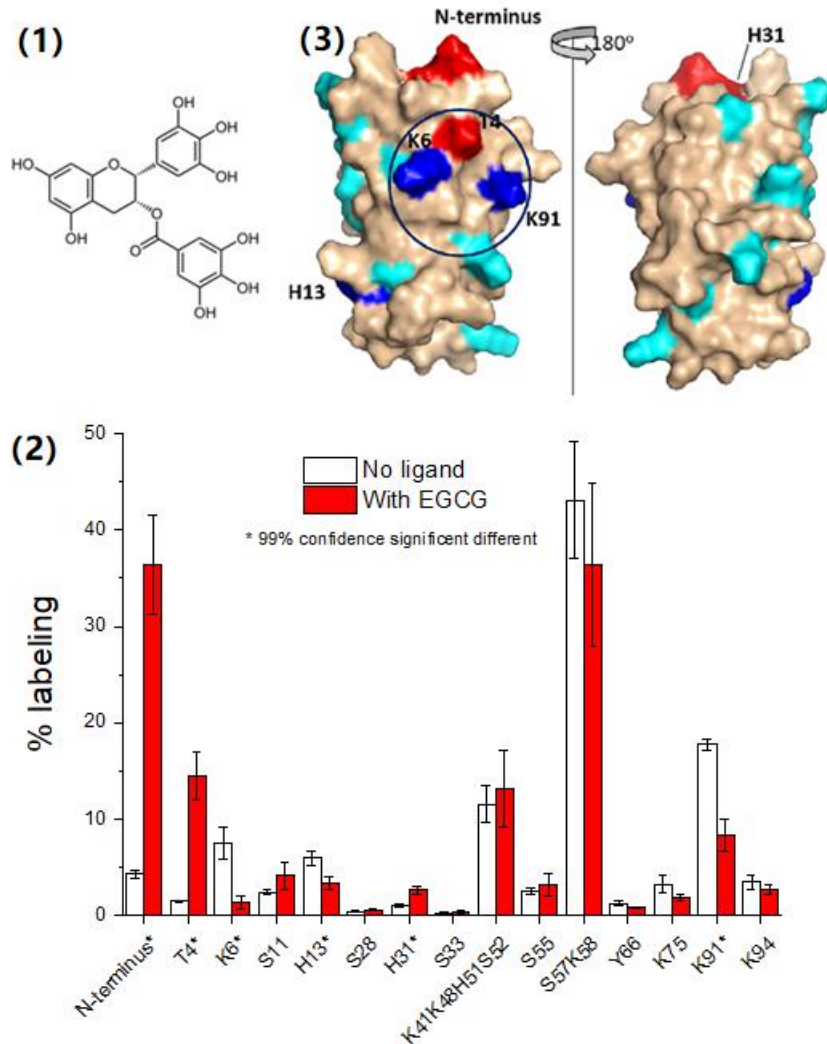 (1)
OH
OH
OH
HO
O
OH
O
O
OH
OH
OH
(3)
N-terminus
180º
H31
T4
K6
K91
H13
(2)
50
40
30
20
10
0
% labeling
No ligand
With EGCG
* 99% confidence significent different
N-terminus*
T4*
K6*
S11
H13*
S28
H31*
S33
K41K48H51S52
S55
S57K58
Y66
K75
K91*
K94